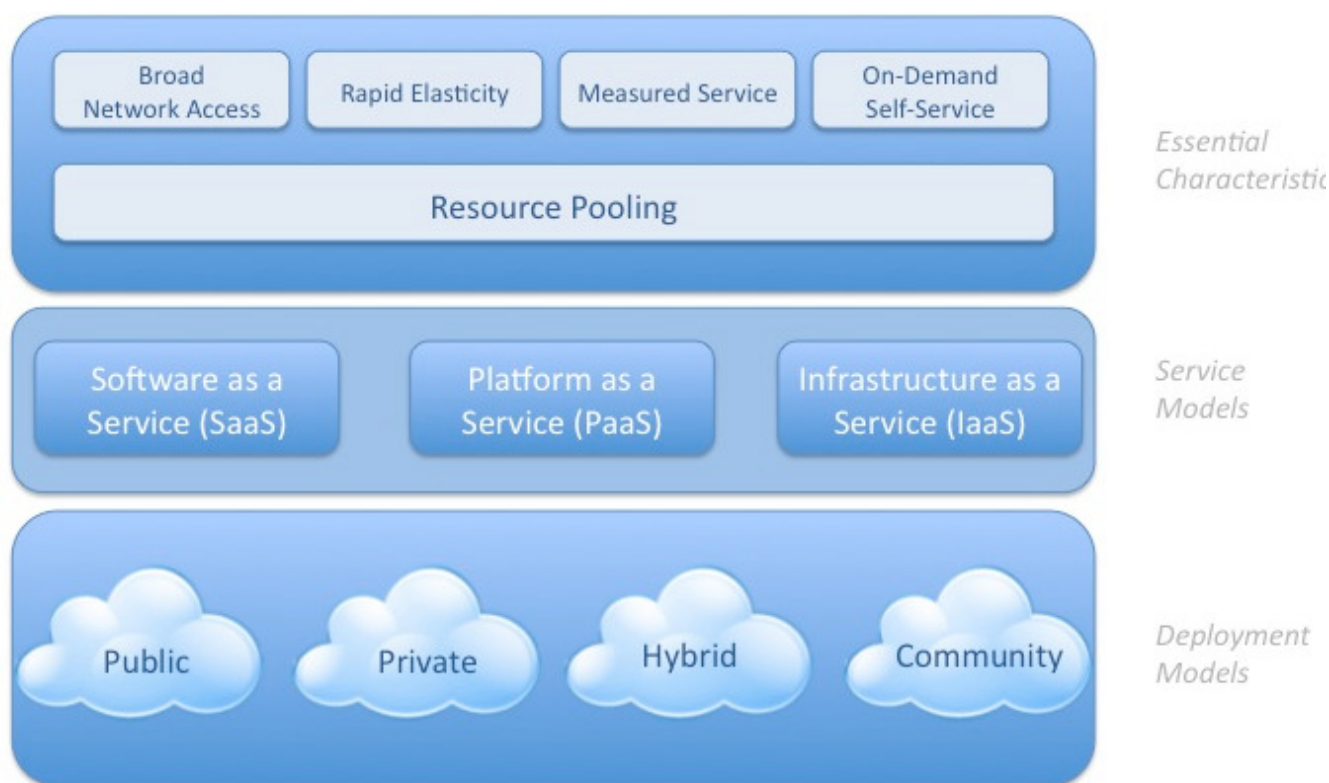 Broad
Network Access
Rapid Elasticity
Measured Service
On-Demand
Self-Service
Essential
Characteristic
Resource Pooling
Software as a
Service (SaaS)
Platform as a
Service (PaaS)
Infrastructure as a
Service (IaaS)
Service
Models
Public
Private
Hybrid
Community
Deployment
Models